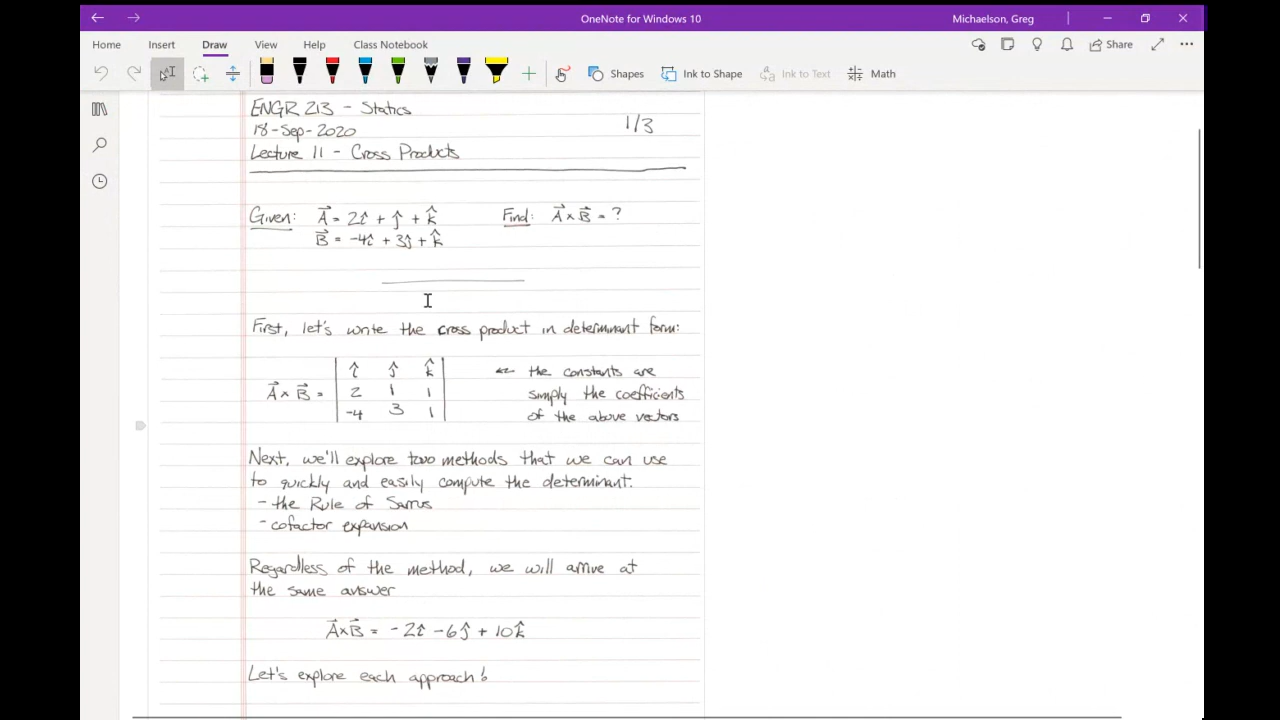 OneNote for Windows 10
Michaelson, Greg
Home Insert Draw View Help Class Notebook
Share
Shapes Ink to Shape Ink to Text Math
ENGR 213 - Statics
18-Sep-2020
1/3
Lecture 11 - Cross Products
Given: A⃗ = 2î + ĵ + k̂ Find: A⃗ × B⃗ = ?
B⃗ = -4î + 3ĵ + k̂
First, let's write the cross product in determinant form:
î ĵ k̂ ← the constants are
A⃗ × B⃗ = 2 1 1 simply the coefficients
-4 3 1 of the above vectors
Next, we'll explore two methods that we can use
to quickly and easily compute the determinant.
- the Rule of Sarrus
- cofactor expansion
Regardless of the method, we will arrive at
the same answer
A⃗×B⃗ = -2î -6ĵ + 10k̂
Let's explore each approach!